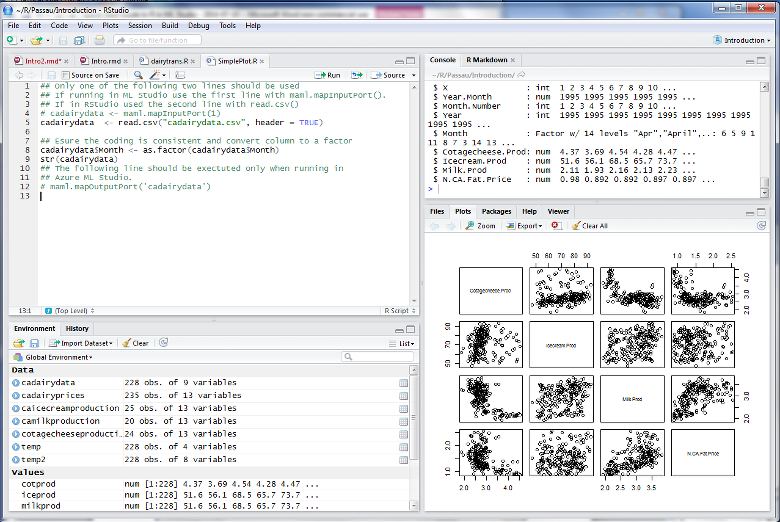 ~/R/Passau/Introduction - RStudio
File Edit Code View Plots Session Build Debug Tools Help
Go to file/function
Introduction
Intro2.rmd* Intro.rmd dairytrans.R SimplePlot.R
Source on Save Run Source
1 ## Only one of the following two lines should be used
2 ## If running in ML Studio use the first line with maml.mapInputPort().
3 ## If in RStudio used the second line with read.csv()
4 # cadairydata <- maml.mapInputPort(1)
5 cadairydata <- read.csv("cadairydata.csv", header = TRUE)
6
7 ## Esure the coding is consistent and convert column to a factor
8 cadairydata$Month <- as.factor(cadairydata$Month)
9 str(cadairydata)
10 ## The following line should be exectuted only when running in
11 ## Azure ML Studio.
12 # maml.mapOutputPort('cadairydata')
13
13:1 (Top Level) R Script
Environment History
Import Dataset Clear List
Global Environment
Data
cadairydata 228 obs. of 9 variables
cadairyprices 235 obs. of 13 variables
caicecreamproduction 25 obs. of 13 variables
camilkproduction 20 obs. of 13 variables
cotagecheeseproducti… 24 obs. of 13 variables
temp 228 obs. of 4 variables
temp2 228 obs. of 8 variables
Values
cotprod num [1:228] 4.37 3.69 4.54 4.28 4.47 ...
iceprod num [1:228] 51.6 56.1 68.5 65.7 73.7 ...
milkprod num [1:228] 2.11 1.93 2.16 2.13 2.23 ...
Console R Markdown
~/R/Passau/Introduction/
$ X : int 1 2 3 4 5 6 7 8 9 10 ...
$ Year.Month : num 1995 1995 1995 1995 1995 ...
$ Month.Number : int 1 2 3 4 5 6 7 8 9 10 ...
$ Year : int 1995 1995 1995 1995 1995 1995 1995
1995 1995 ...
$ Month : Factor w/ 14 levels "Apr","April",..: 6 5 9 1
11 8 7 3 14 13 ...
$ Cotagecheese.Prod: num 4.37 3.69 4.54 4.28 4.47 ...
$ Icecream.Prod : num 51.6 56.1 68.5 65.7 73.7 ...
$ Milk.Prod : num 2.11 1.93 2.16 2.13 2.23 ...
$ N.CA.Fat.Price : num 0.98 0.892 0.892 0.897 0.897 ...
>
Files Plots Packages Help Viewer
Zoom Export Clear All
50 60 70 80 90 1.0 1.5 2.0 2.5
Cotagecheese.Prod
2.0 3.0 4.0
50 70 90
Icecream.Prod
Milk.Prod
2.0 3.0
1.0 2.0
N.CA.Fat.Price
2.0 3.0 4.0 2.0 2.5 3.0 3.5